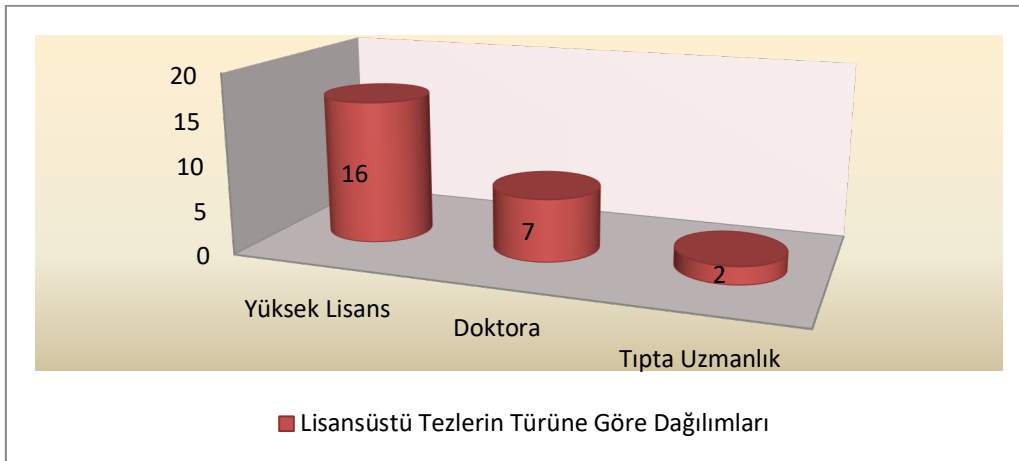 20
15
10
5
0
16
7
2
Yüksek Lisans
Doktora
Tıpta Uzmanlık
Lisansüstü Tezlerin Türüne Göre Dağılımları